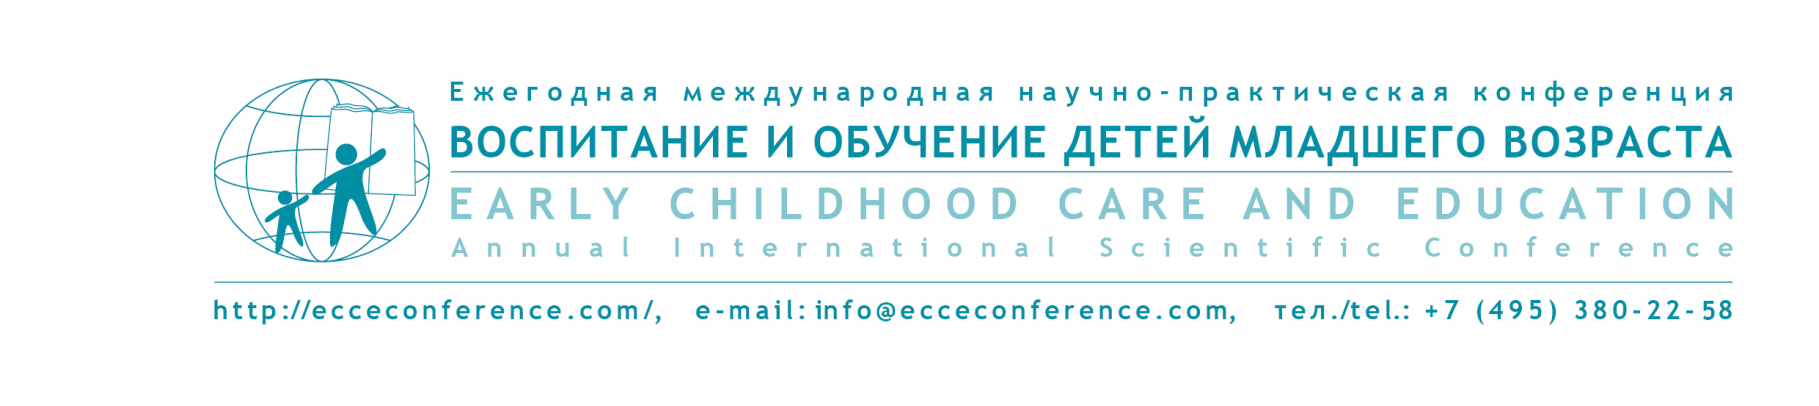 Ежегодная международная научно-практическая конференция
ВОСПИТАНИЕ И ОБУЧЕНИЕ ДЕТЕЙ МЛАДШЕГО ВОЗРАСТА
EARLY CHILDHOOD CARE AND EDUCATION
Annual International Scientific Conference
http://ecceconference.com/, e-mail: info@ecceconference.com, тел./tel.: +7 (495) 380-22-58